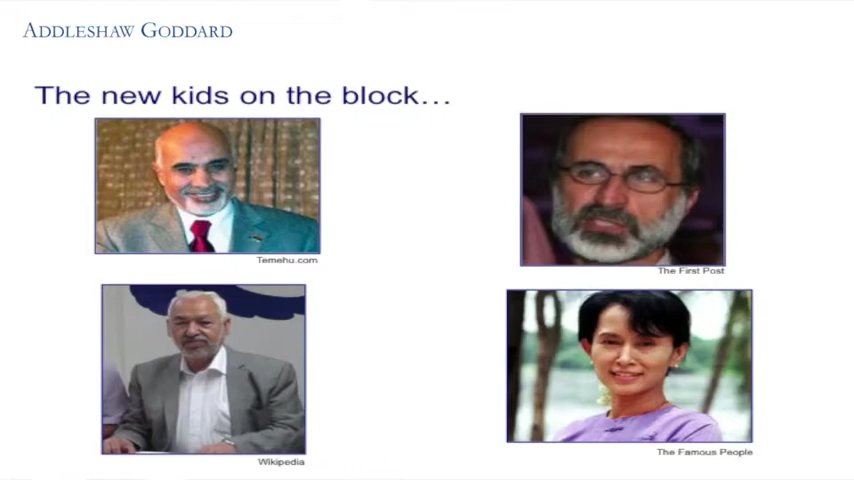 ADDLESHAW GODDARD
The new kids on the block…
Temehu.com
The First Post
Wikipedia
The Famous People